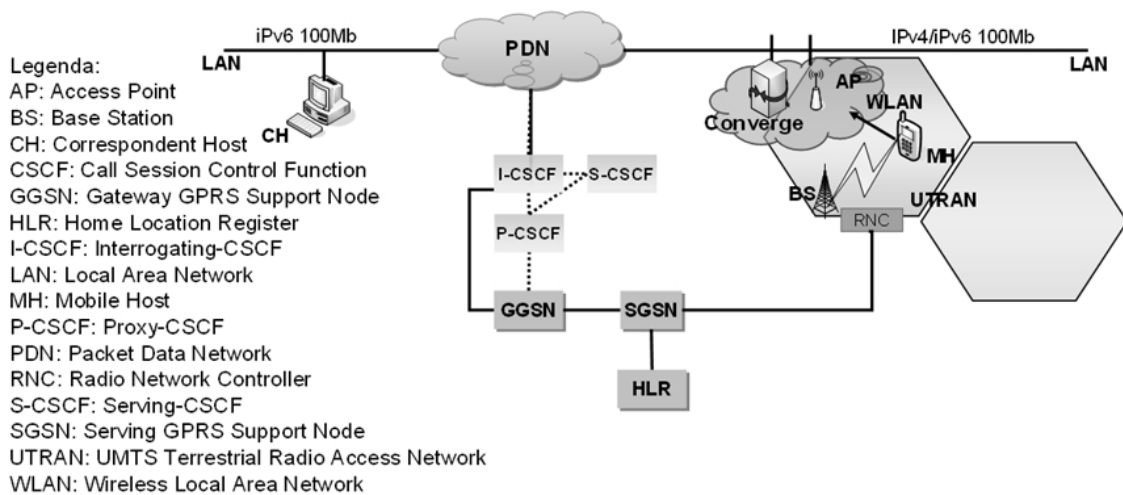 iPv6 100Mb
PDN
IPv4/iPv6 100Mb
LAN
LAN
Legenda:
AP: Access Point
BS: Base Station
CH: Correspondent Host
CSCF: Call Session Control Function
GGSN: Gateway GPRS Support Node
HLR: Home Location Register
I-CSCF: Interrogating-CSCF
LAN: Local Area Network
MH: Mobile Host
P-CSCF: Proxy-CSCF
PDN: Packet Data Network
RNC: Radio Network Controller
S-CSCF: Serving-CSCF
SGSN: Serving GPRS Support Node
UTRAN: UMTS Terrestrial Radio Access Network
WLAN: Wireless Local Area Network
CH
AP
WLAN
Converge
MH
I-CSCF
S-CSCF
BS
UTRAN
RNC
P-CSCF
GGSN
SGSN
HLR